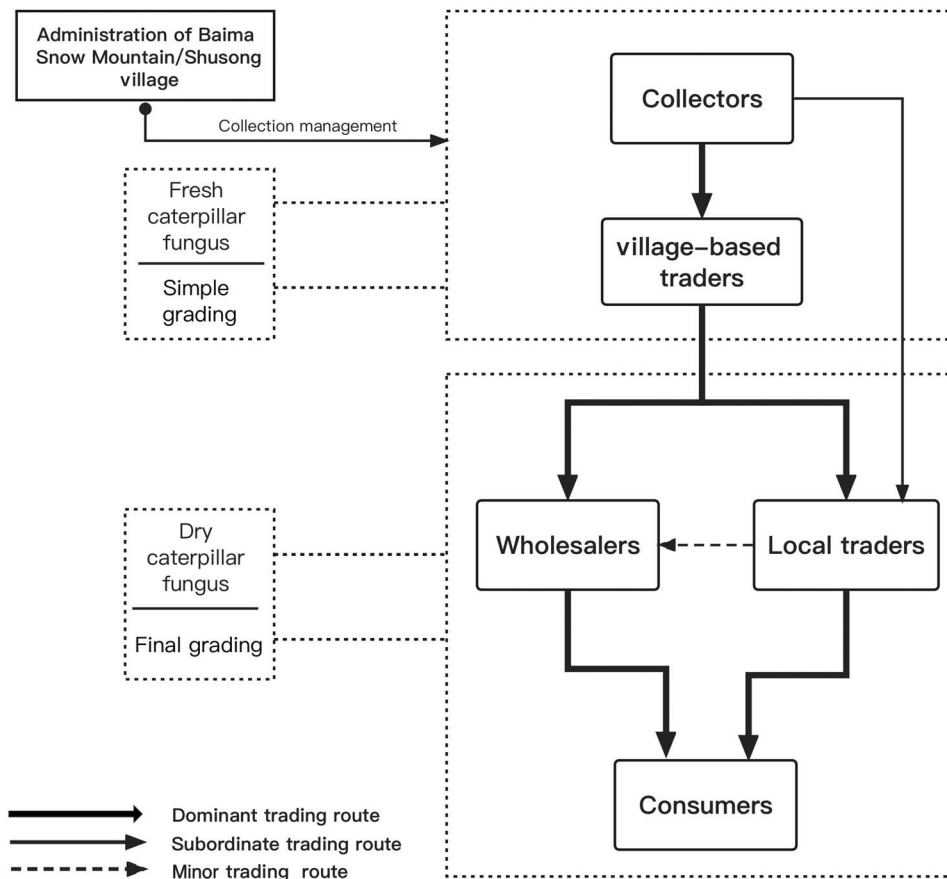 Administration of Baima
Snow Mountain/Shusong
village
Collection management
Collectors
Fresh
caterpillar
fungus
Simple
grading
village-based
traders
Dry
caterpillar
fungus
Final grading
Wholesalers
Local traders
Consumers
Dominant trading route
Subordinate trading route
Minor trading route